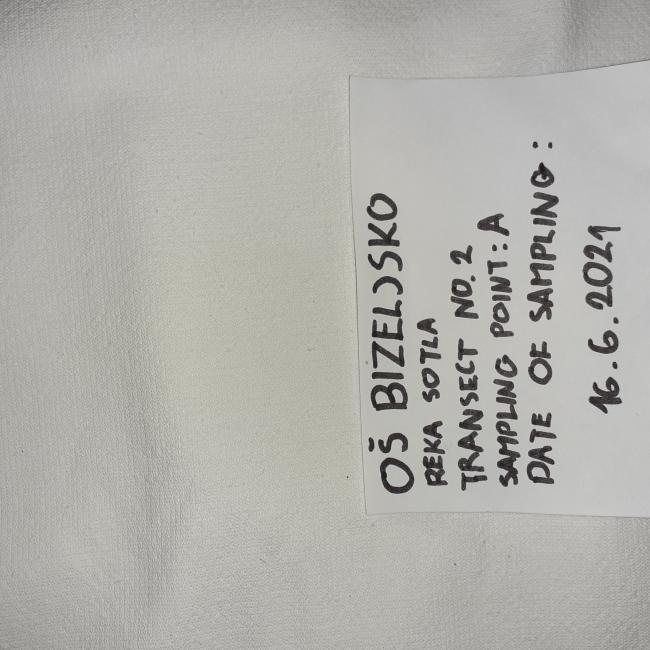 OŠ BIZELJSKO
REKA SOTLA
TRANSECT NO. 2
SAMPLING POINT: A
DATE OF SAMPLING:
16.6.2021